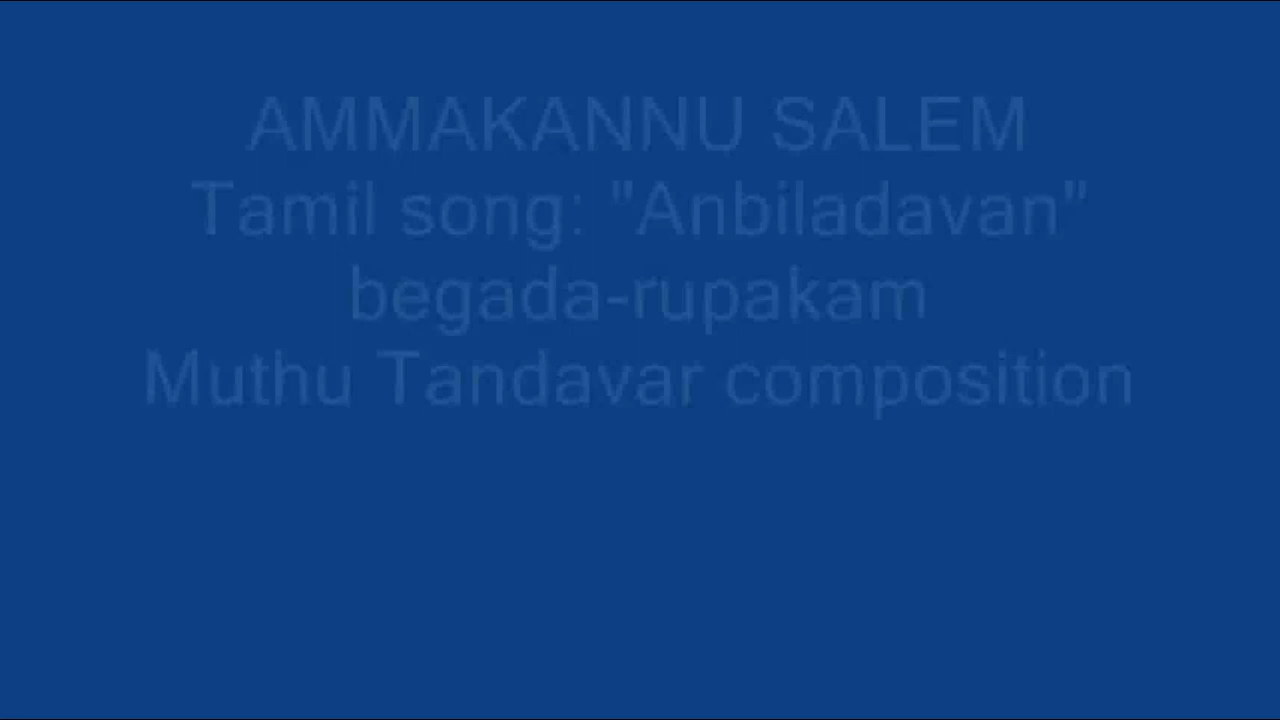 AMMAKANNU SALEM
Tamil song: "Anbiladavan"
begada-rupakam
Muthu Tandavar composition